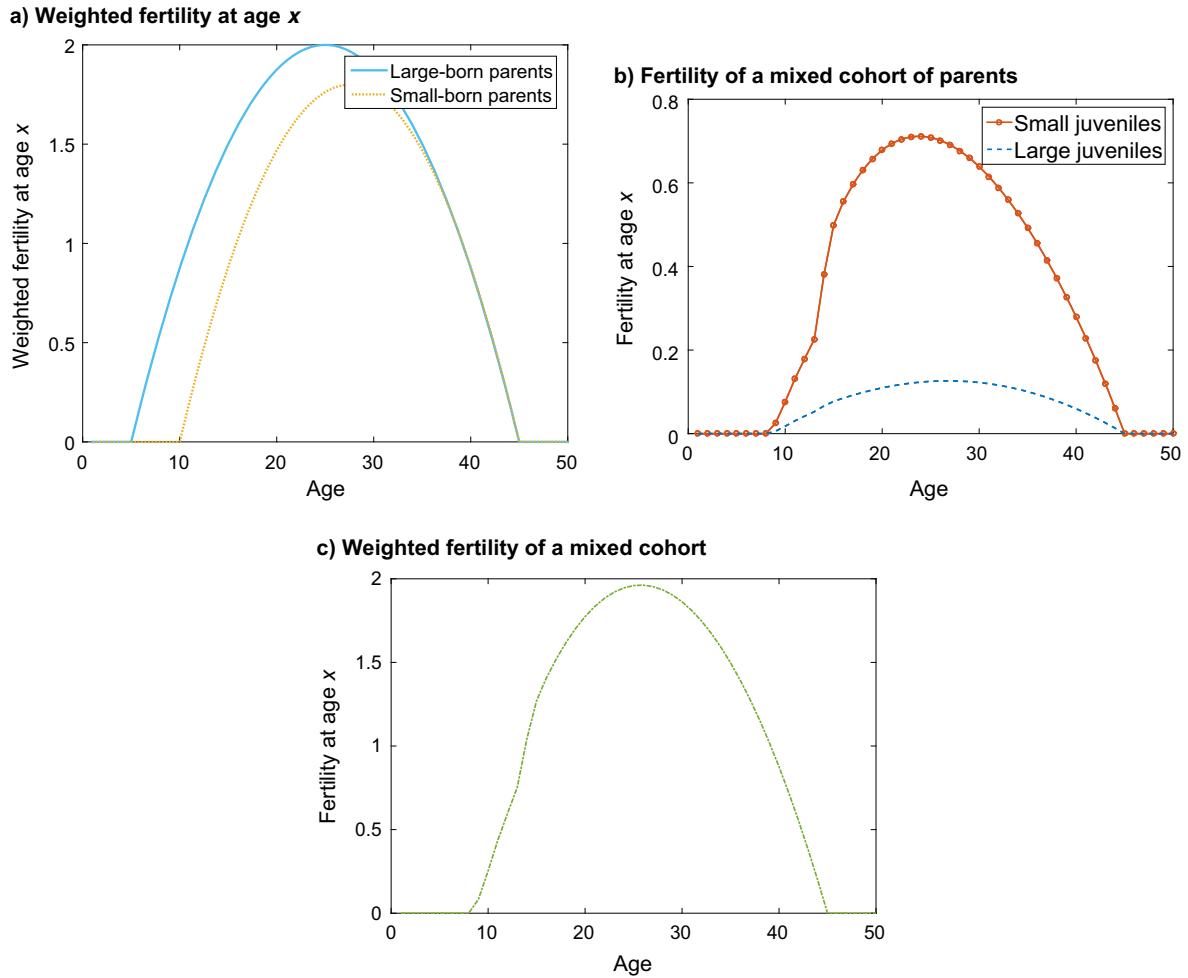 a) Weighted fertility at age x
2
1.5
1
0.5
0
0
10
20
30
40
50
Weighted fertility at age x
Age
Large-born parents
Small-born parents
b) Fertility of a mixed cohort of parents
0.8
0.6
0.4
0.2
0
0
10
20
30
40
50
Fertility at age x
Age
Small juveniles
Large juveniles
c) Weighted fertility of a mixed cohort
2
1.5
1
0.5
0
0
10
20
30
40
50
Fertility at age x
Age